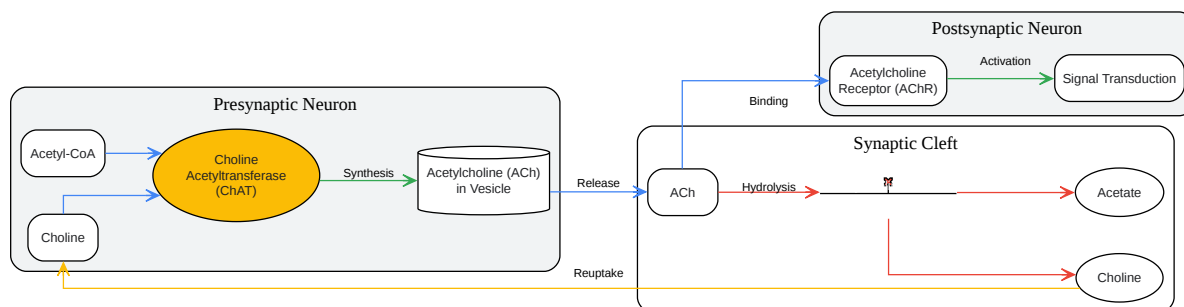 Postsynaptic Neuron
Acetylcholine
Receptor (AChR)
Activation
Signal Transduction
Binding
Presynaptic Neuron
Acetyl-CoA
Choline
Acetyltransferase
(ChAT)
Synthesis
Acetylcholine (ACh)
in Vesicle
Release
Choline
Synaptic Cleft
ACh
Hydrolysis
Acetate
Choline
Reuptake